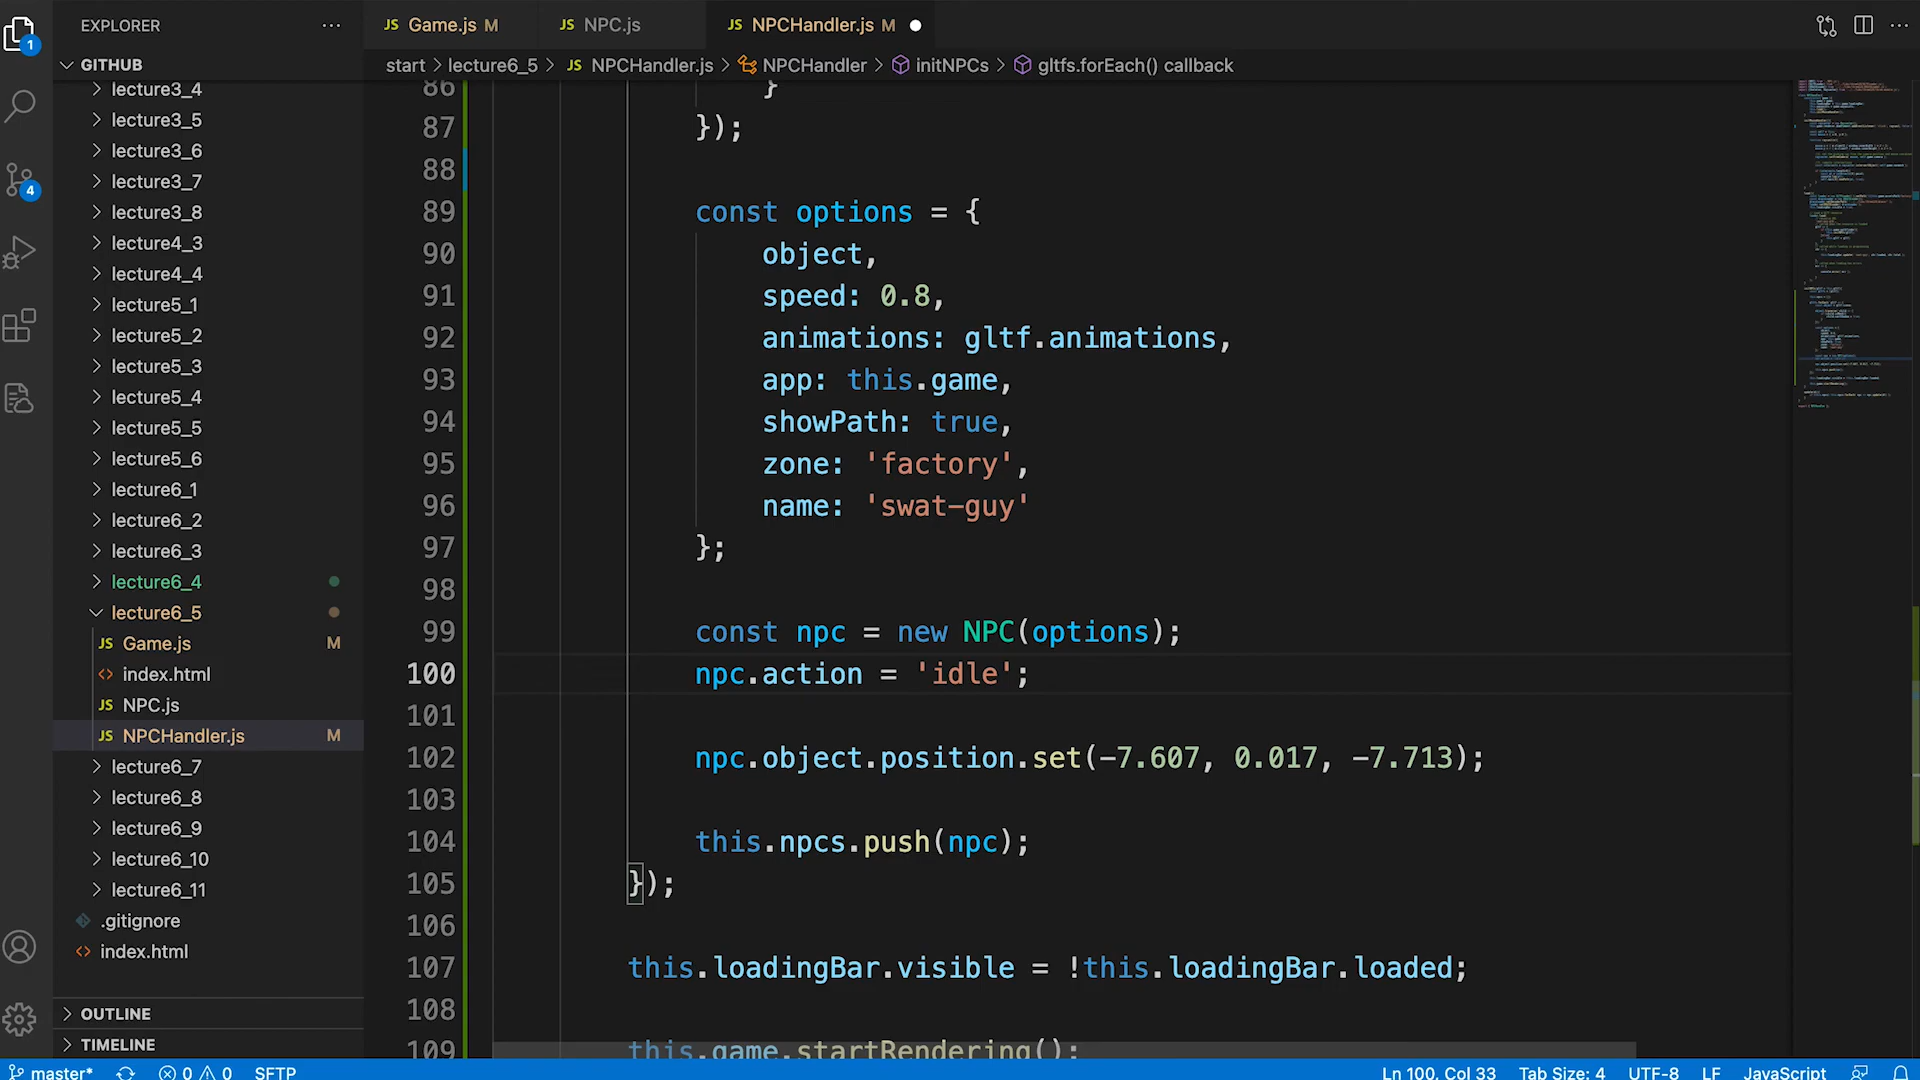 EXPLORER
JS Game.js M
JS NPC.js
JS NPCHandler.js M
GITHUB
start > lecture6_5 > JS NPCHandler.js > NPCHandler > initNPCs > gltfs.forEach() callback
1
4
lecture3_4
lecture3_5
lecture3_6
lecture3_7
lecture3_8
lecture4_3
lecture4_4
lecture5_1
lecture5_2
lecture5_3
lecture5_4
lecture5_5
lecture5_6
lecture6_1
lecture6_2
lecture6_3
lecture6_4
lecture6_5
JS Game.js M
index.html
JS NPC.js
JS NPCHandler.js M
lecture6_7
lecture6_8
lecture6_9
lecture6_10
lecture6_11
.gitignore
index.html
OUTLINE
TIMELINE
86 }
87 });
88
89 const options = {
90 object,
91 speed: 0.8,
92 animations: gltf.animations,
93 app: this.game,
94 showPath: true,
95 zone: 'factory',
96 name: 'swat-guy'
97 };
98
99 const npc = new NPC(options);
100 npc.action = 'idle';
101
102 npc.object.position.set(-7.607, 0.017, -7.713);
103
104 this.npcs.push(npc);
105 });
106
107 this.loadingBar.visible = !this.loadingBar.loaded;
108
109 this.game.startRendering();
master* 0 0 SFTP
Ln 100, Col 33 Tab Size: 4 UTF-8 LF JavaScript